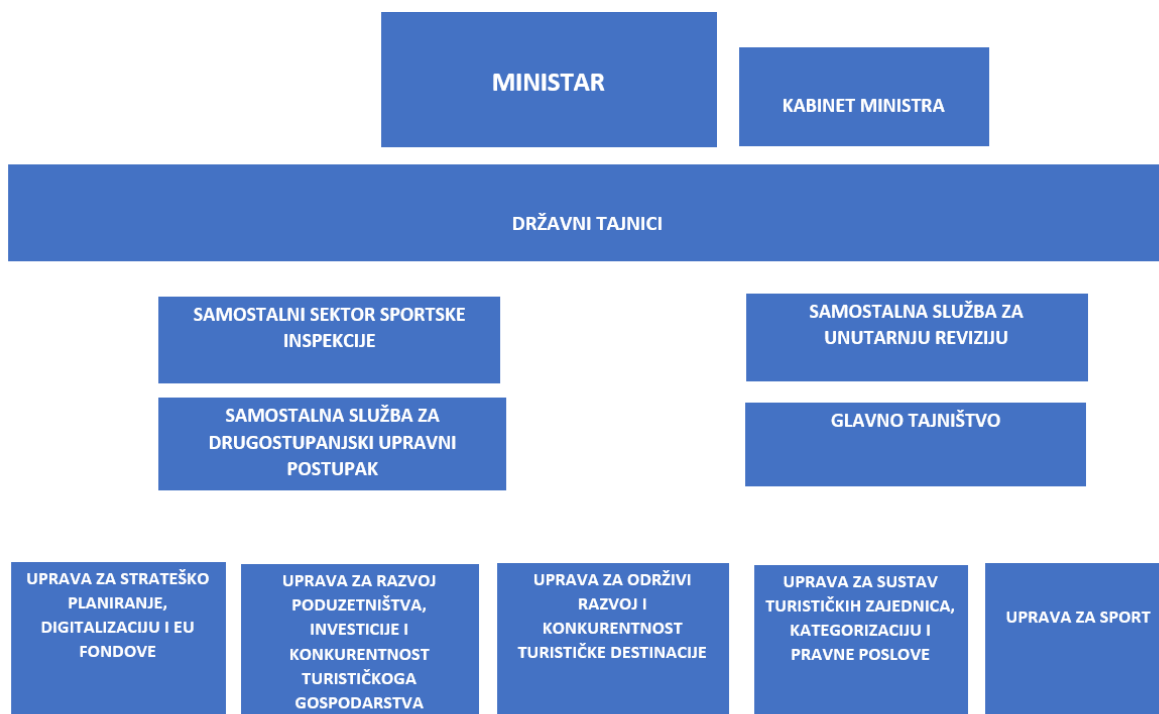 MINISTAR
KABINET MINISTRA
DRŽAVNI TAJNICI
SAMOSTALNI SEKTOR SPORTSKE
INSPEKCIJE
SAMOSTALNA SLUŽBA ZA
UNUTARNJU REVIZIJU
SAMOSTALNA SLUŽBA ZA
DRUGOSTUPANJSKI UPRAVNI
POSTUPAK
GLAVNO TAJNIŠTVO
UPRAVA ZA STRATEŠKO
PLANIRANJE,
DIGITALIZACIJU I EU
FONDOVE
UPRAVA ZA RAZVOJ
PODUZETNIŠTVA,
INVESTICIJE I
KONKURENTNOST
TURISTIČKOGA
GOSPODARSTVA
UPRAVA ZA ODRŽIVI
RAZVOJ I
KONKURENTNOST
TURISTIČKE DESTINACIJE
UPRAVA ZA SUSTAV
TURISTIČKIH ZAJEDNICA,
KATEGORIZACIJU I
PRAVNE POSLOVE
UPRAVA ZA SPORT